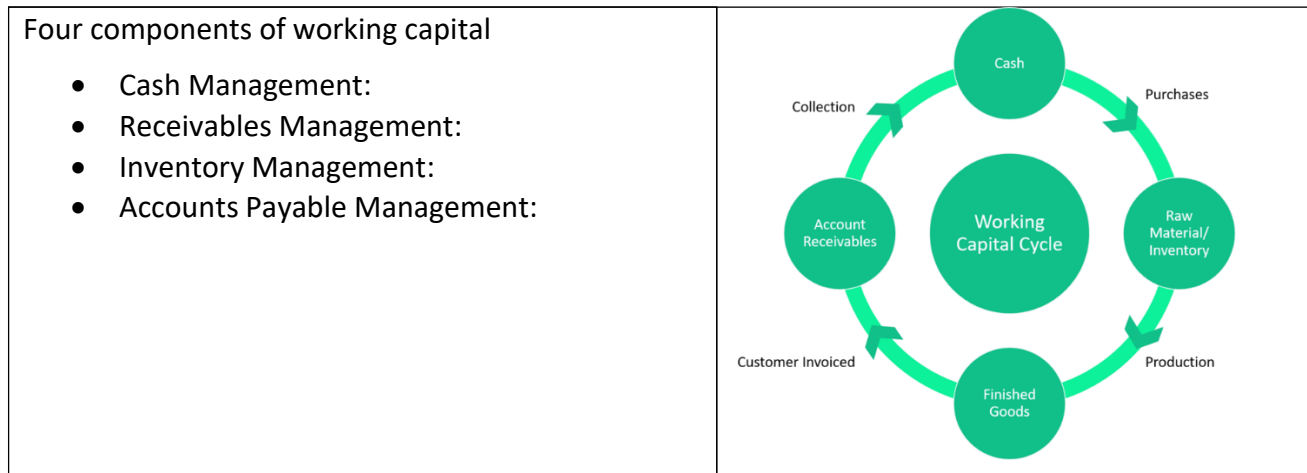 Four components of working capital
• Cash Management:
• Receivables Management:
• Inventory Management:
• Accounts Payable Management:
Cash
Collection
Purchases
Account
Receivables
Working
Capital Cycle
Raw
Material/
Inventory
Customer Invoiced
Production
Finished
Goods